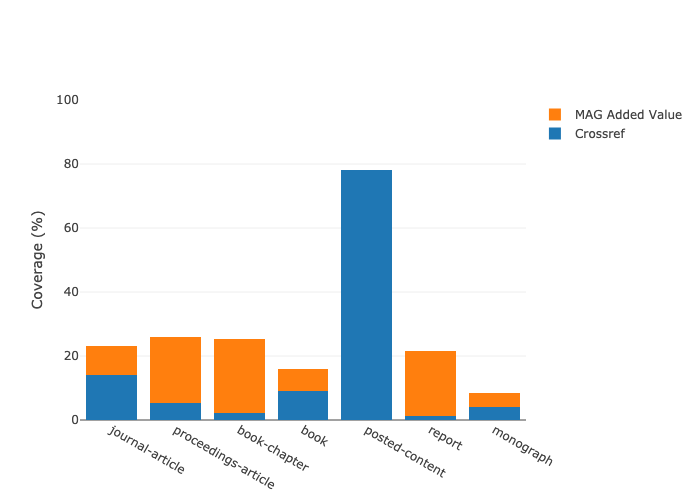 100
80
60
40
20
0
Coverage (%)
journal-article
proceedings-article
book-chapter
book
posted-content
report
monograph
MAG Added Value
Crossref